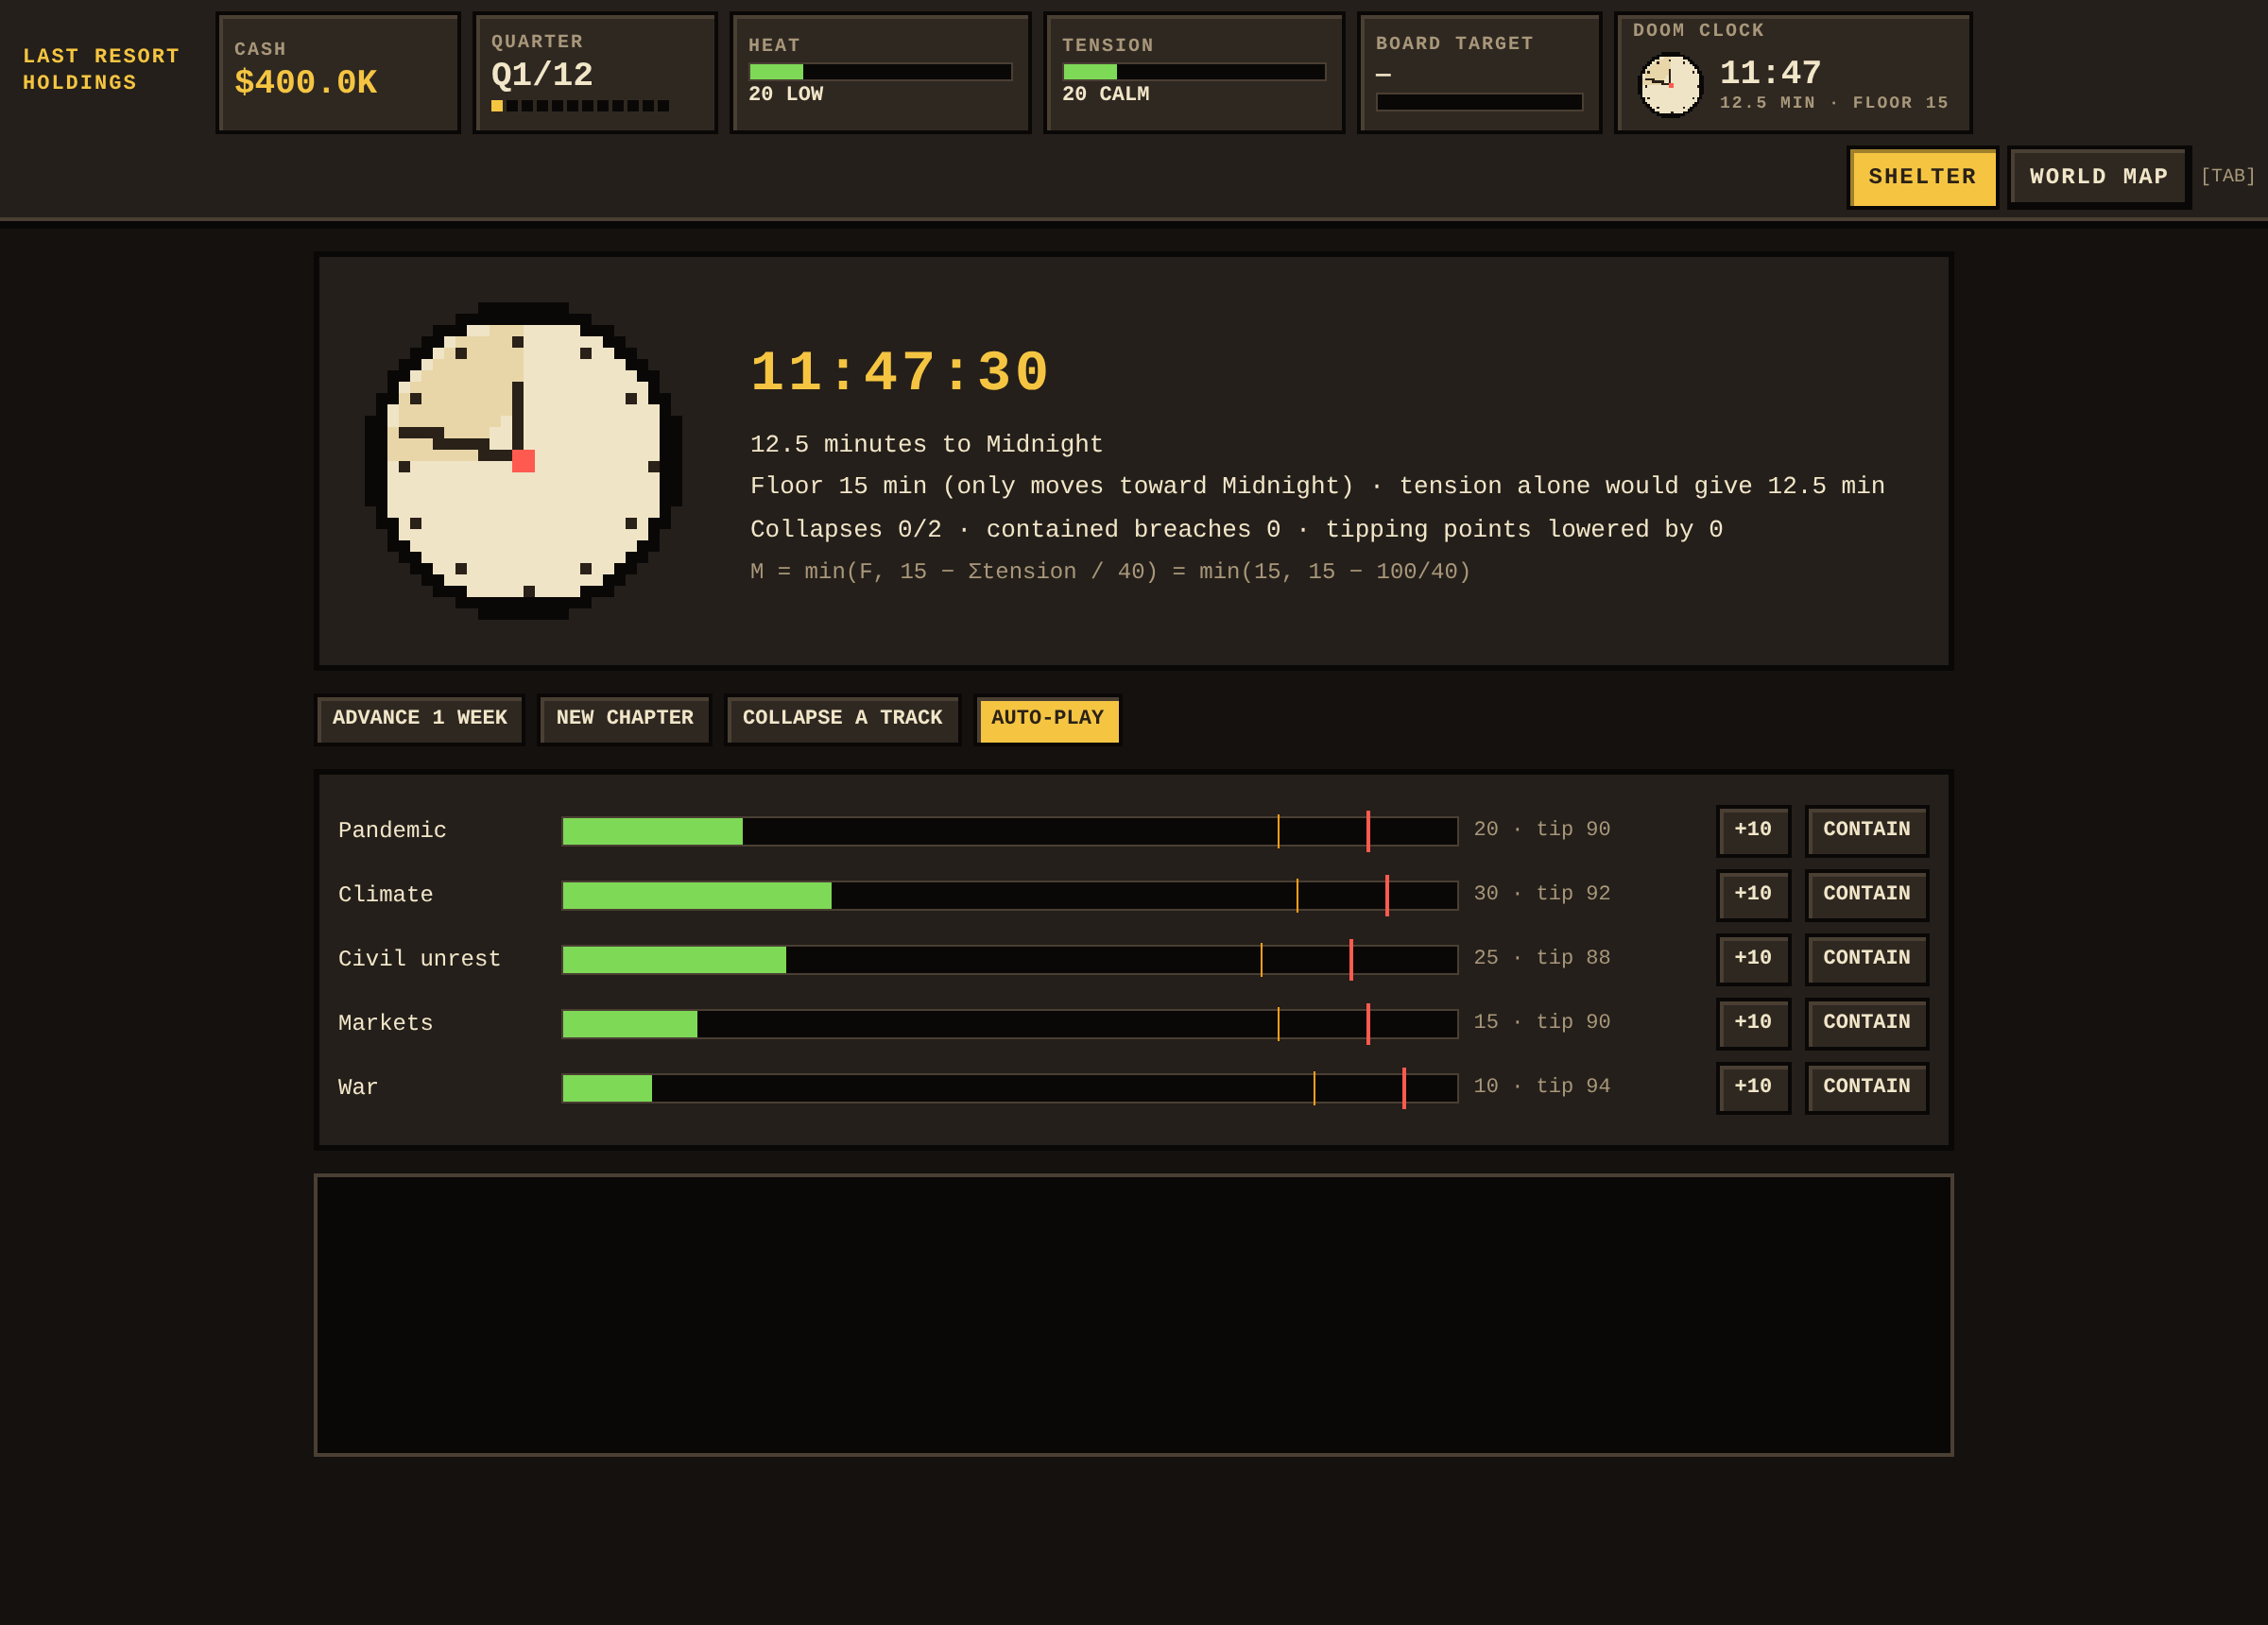 LAST RESORT
HOLDINGS
CASH
$400.0K
QUARTER
Q1/12
HEAT
20 LOW
TENSION
20 CALM
BOARD TARGET
—
DOOM CLOCK
11:47
12.5 MIN · FLOOR 15
SHELTER
WORLD MAP
[TAB]
11:47:30
12.5 minutes to Midnight
Floor 15 min (only moves toward Midnight) · tension alone would give 12.5 min
Collapses 0/2 · contained breaches 0 · tipping points lowered by 0
M = min(F, 15 − Σtension / 40) = min(15, 15 − 100/40)
ADVANCE 1 WEEK
NEW CHAPTER
COLLAPSE A TRACK
AUTO-PLAY
Pandemic 20 · tip 90 +10 CONTAIN
Climate 30 · tip 92 +10 CONTAIN
Civil unrest 25 · tip 88 +10 CONTAIN
Markets 15 · tip 90 +10 CONTAIN
War 10 · tip 94 +10 CONTAIN